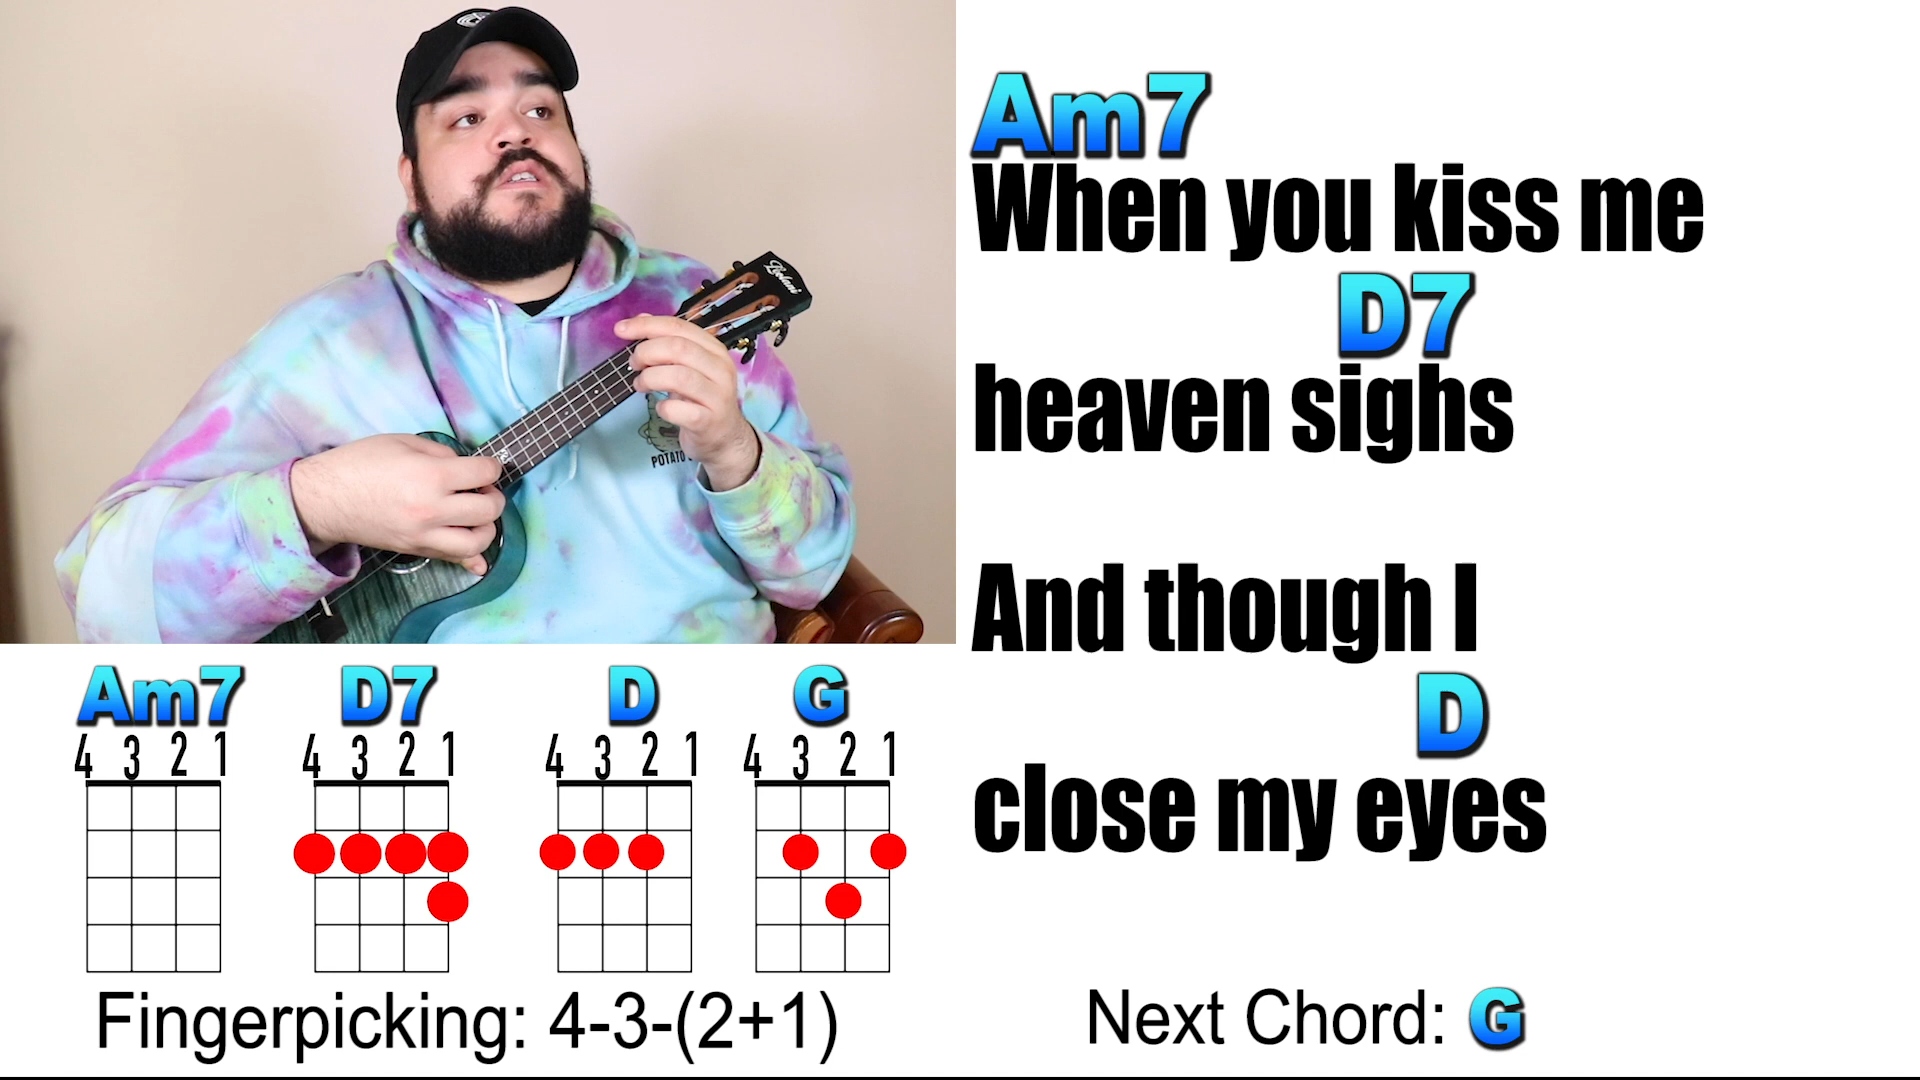 Am7
When you kiss me
D7
heaven sighs
And though I
D
close my eyes
Leolani
POTATO
Am7 D7 D G
4 3 2 1 4 3 2 1 4 3 2 1 4 3 2 1
Fingerpicking: 4-3-(2+1)
Next Chord: G